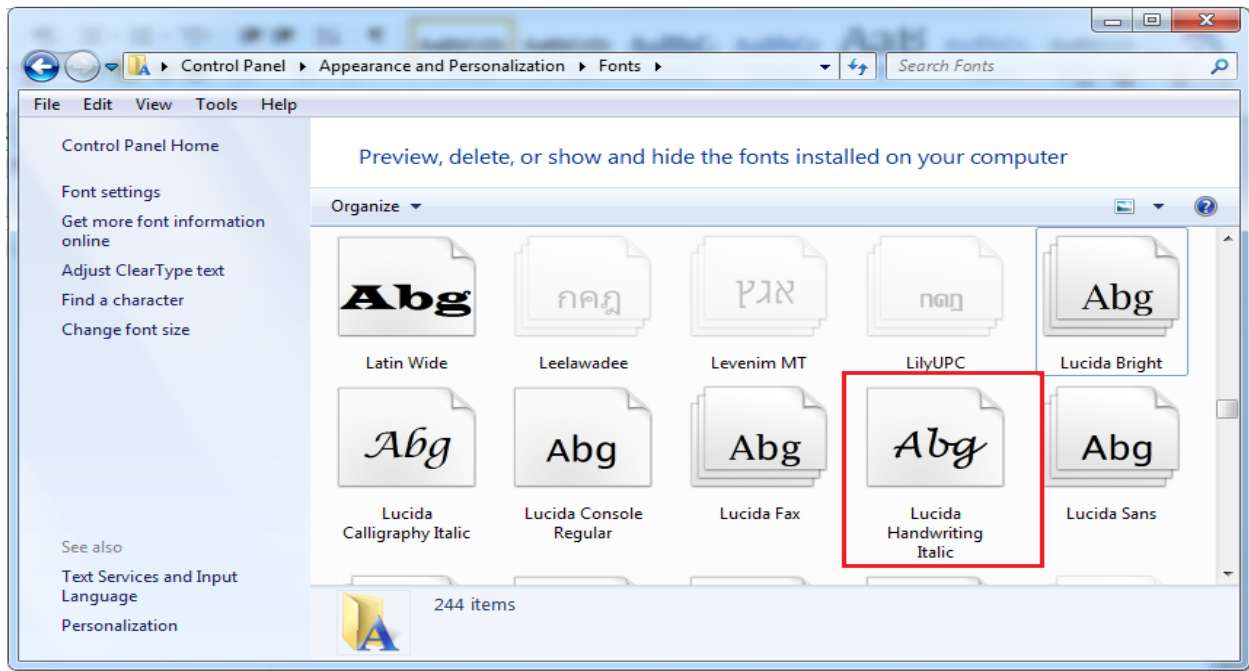 Control Panel Appearance and Personalization Fonts Search Fonts
File Edit View Tools Help
Control Panel Home
Font settings
Get more font information
online
Adjust ClearType text
Find a character
Change font size
See also
Text Services and Input
Language
Personalization
Preview, delete, or show and hide the fonts installed on your computer
Organize
Abg
กคฎ
אגץ
กคฎ
Abg
Latin Wide
Leelawadee
Levenim MT
LilyUPC
Lucida Bright
Abg
Abg
Abg
Abg
Abg
Lucida
Calligraphy Italic
Lucida Console
Regular
Lucida Fax
Lucida
Handwriting
Italic
Lucida Sans
244 items